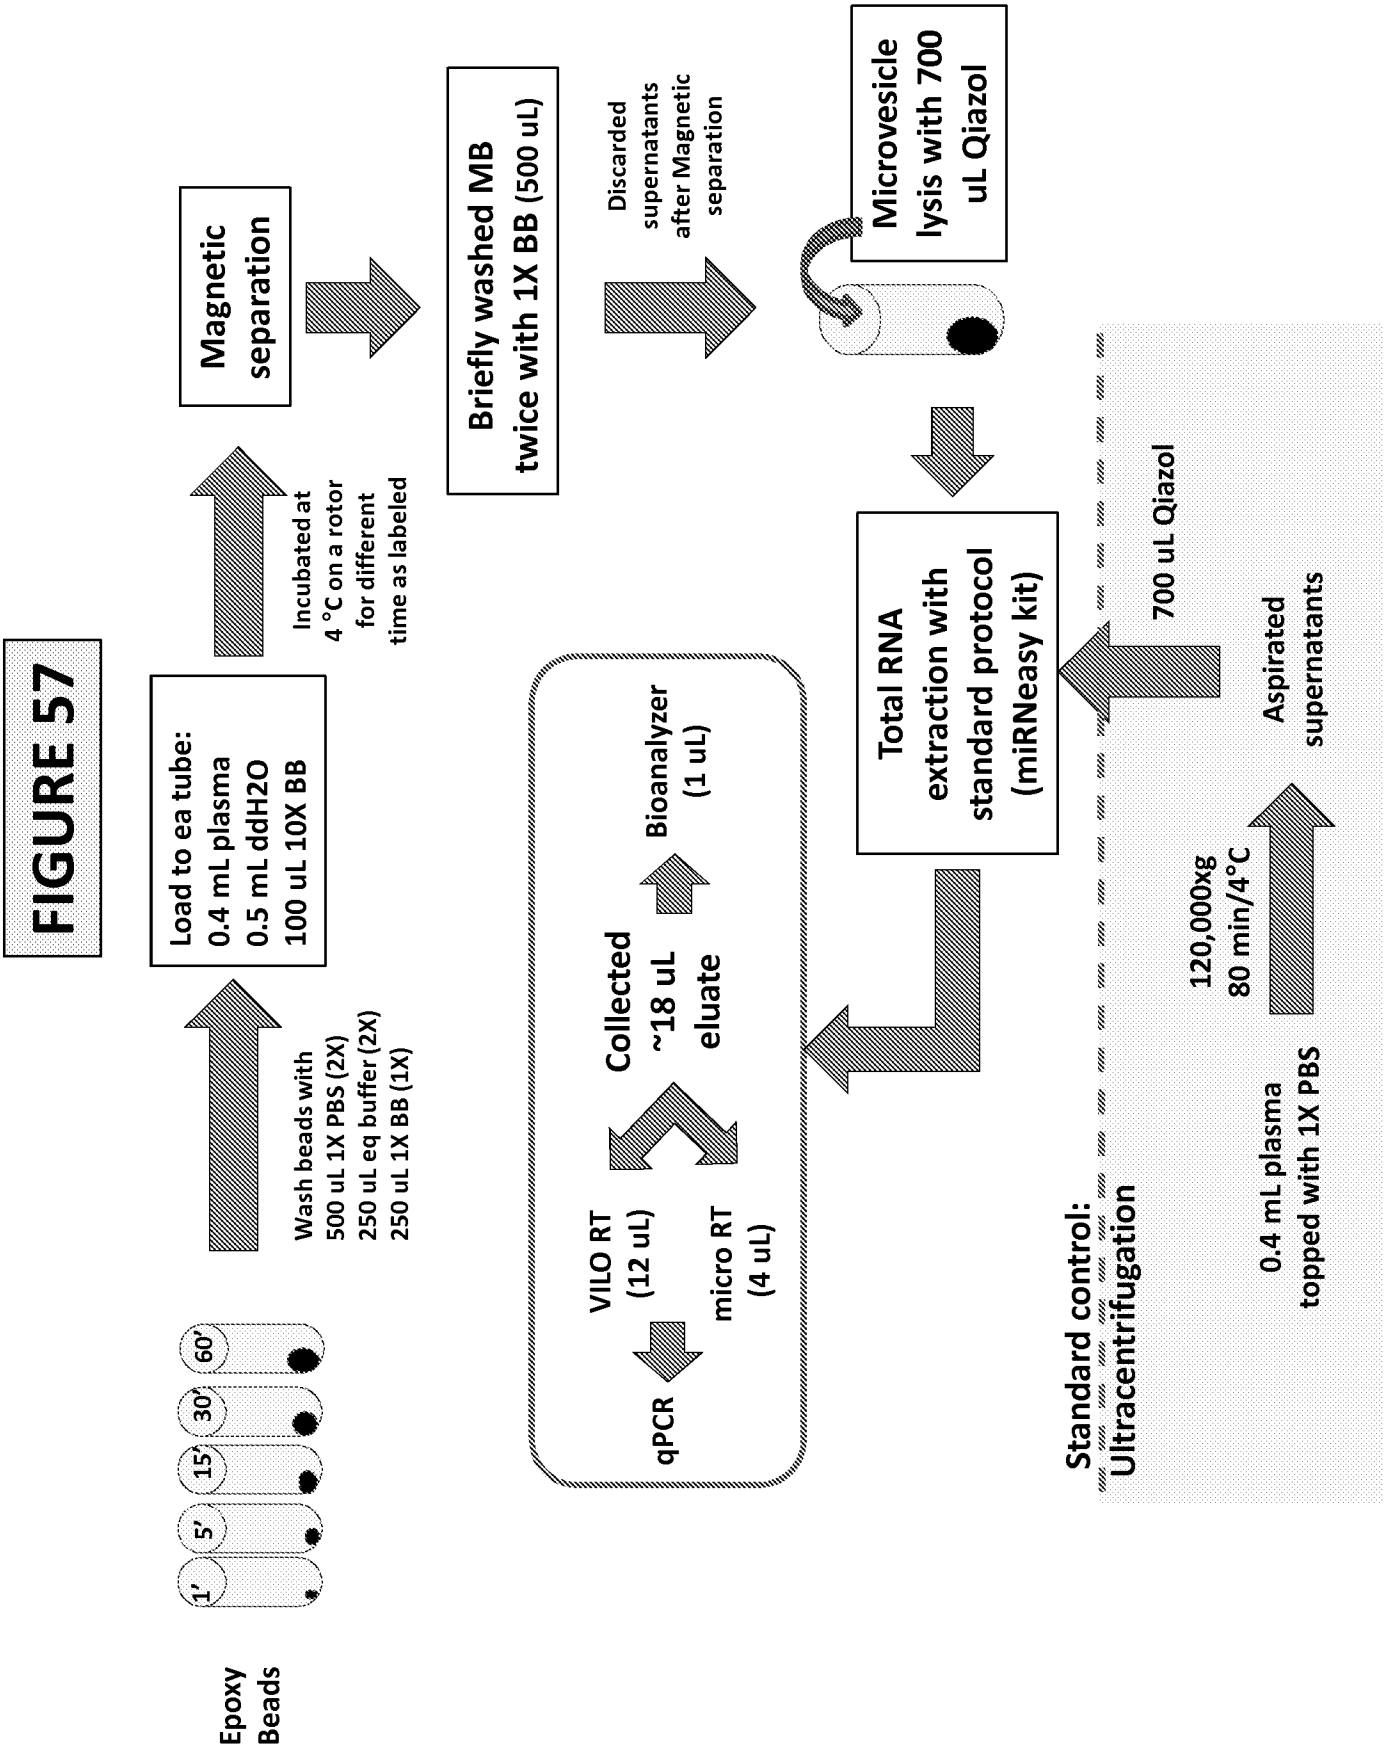 FIGURE 57
Epoxy
Beads
1’
5’
15’
30’
60’
Wash beads with
500 uL 1X PBS (2X)
250 uL eq buffer (2X)
250 uL 1X BB (1X)
Load to ea tube:
0.4 mL plasma
0.5 mL ddH2O
100 uL 10X BB
Incubated at
4 °C on a rotor
for different
time as labeled
Magnetic
separation
Briefly washed MB
twice with 1X BB (500 uL)
Discarded
supernatants
after Magnetic
separation
Microvesicle
lysis with 700
uL Qiazol
Total RNA
extraction with
standard protocol
(miRNeasy kit)
Collected
~18 uL
eluate
Bioanalyzer
(1 uL)
VILO RT
(12 uL)
micro RT
(4 uL)
qPCR
Standard control:
Ultracentrifugation
0.4 mL plasma
topped with 1X PBS
120,000xg
80 min/4°C
Aspirated
supernatants
700 uL Qiazol